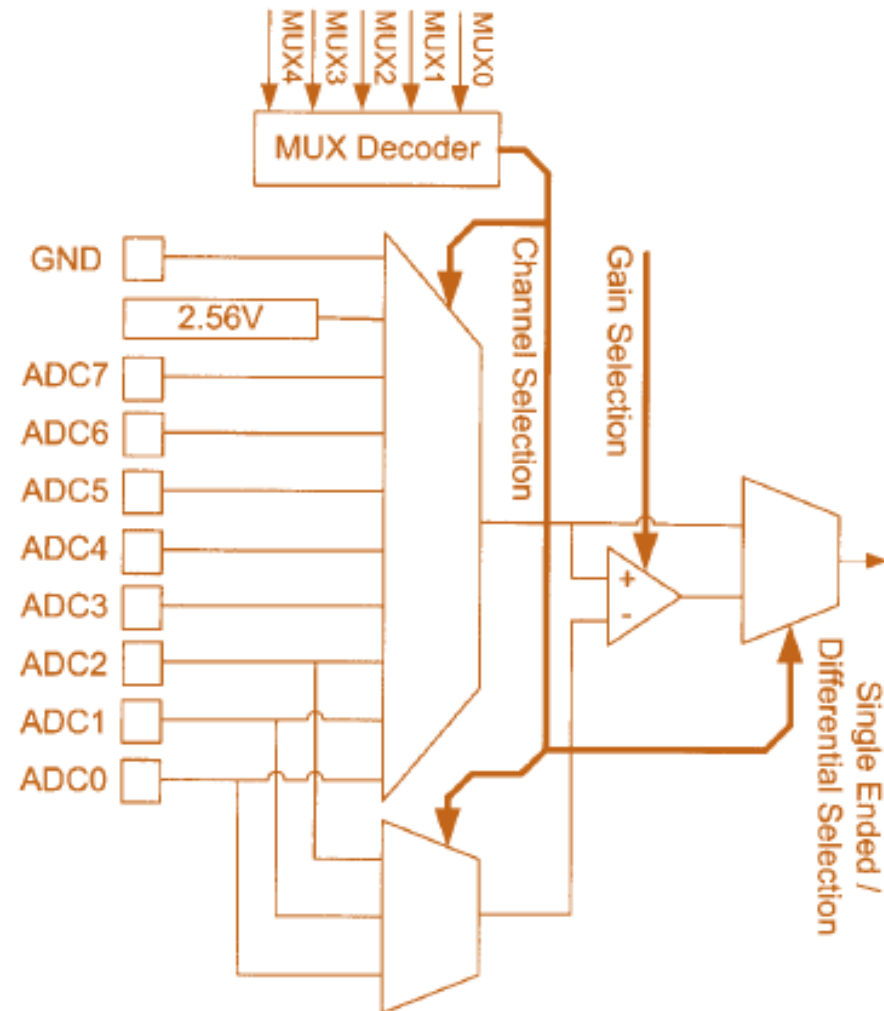 MUX4
MUX3
MUX2
MUX1
MUX0
MUX Decoder
GND
2.56V
ADC7
ADC6
ADC5
ADC4
ADC3
ADC2
ADC1
ADC0
Channel Selection
Gain Selection
+
-
Single Ended /
Differential Selection